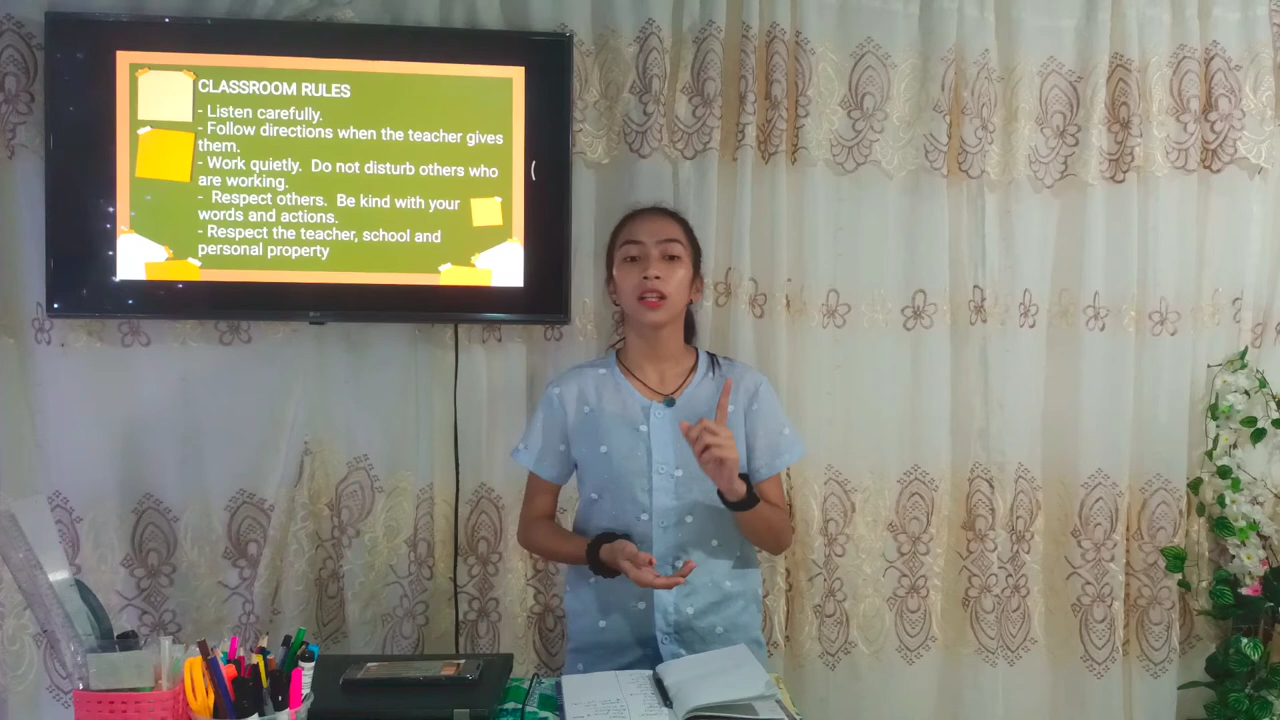 CLASSROOM RULES
- Listen carefully.
- Follow directions when the teacher gives
them.
- Work quietly.  Do not disturb others who
are working.
-  Respect others.  Be kind with your
words and actions.
- Respect the teacher, school and
personal property